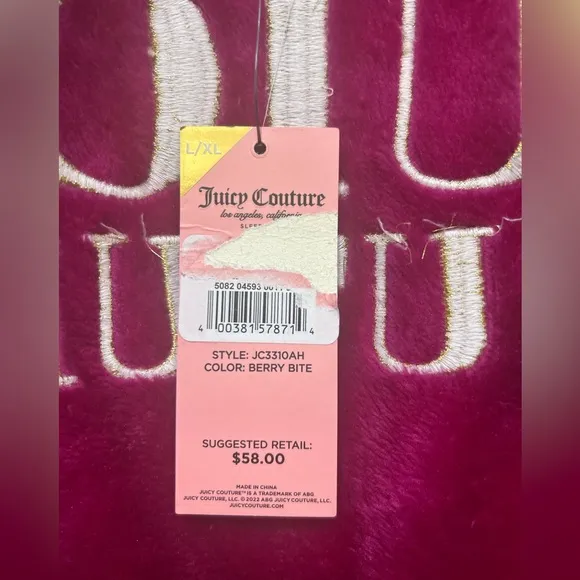 L/XL
Juicy Couture
los angeles, california
5082 04593
4 00381 57871 4
STYLE: JC3310AH
COLOR: BERRY BITE
SUGGESTED RETAIL:
$58.00
MADE IN CHINA
JUICY COUTURE™ IS A TRADEMARK OF ABG
JUICY COUTURE, LLC. © 2022 ABG JUICY COUTURE, LLC.
JUICYCOUTURE.COM